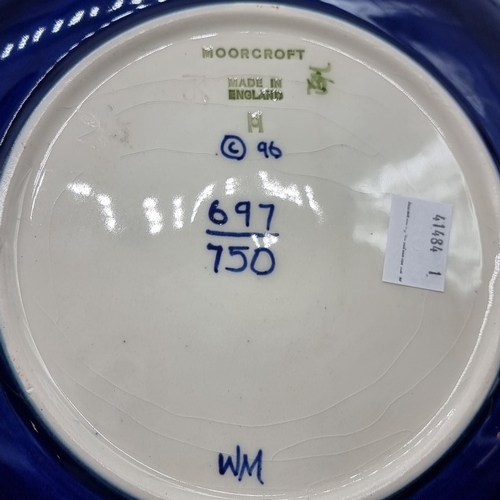 MOORCROFT
MADE IN
ENGLAND
M
© 96
697
750
WM
41484 1